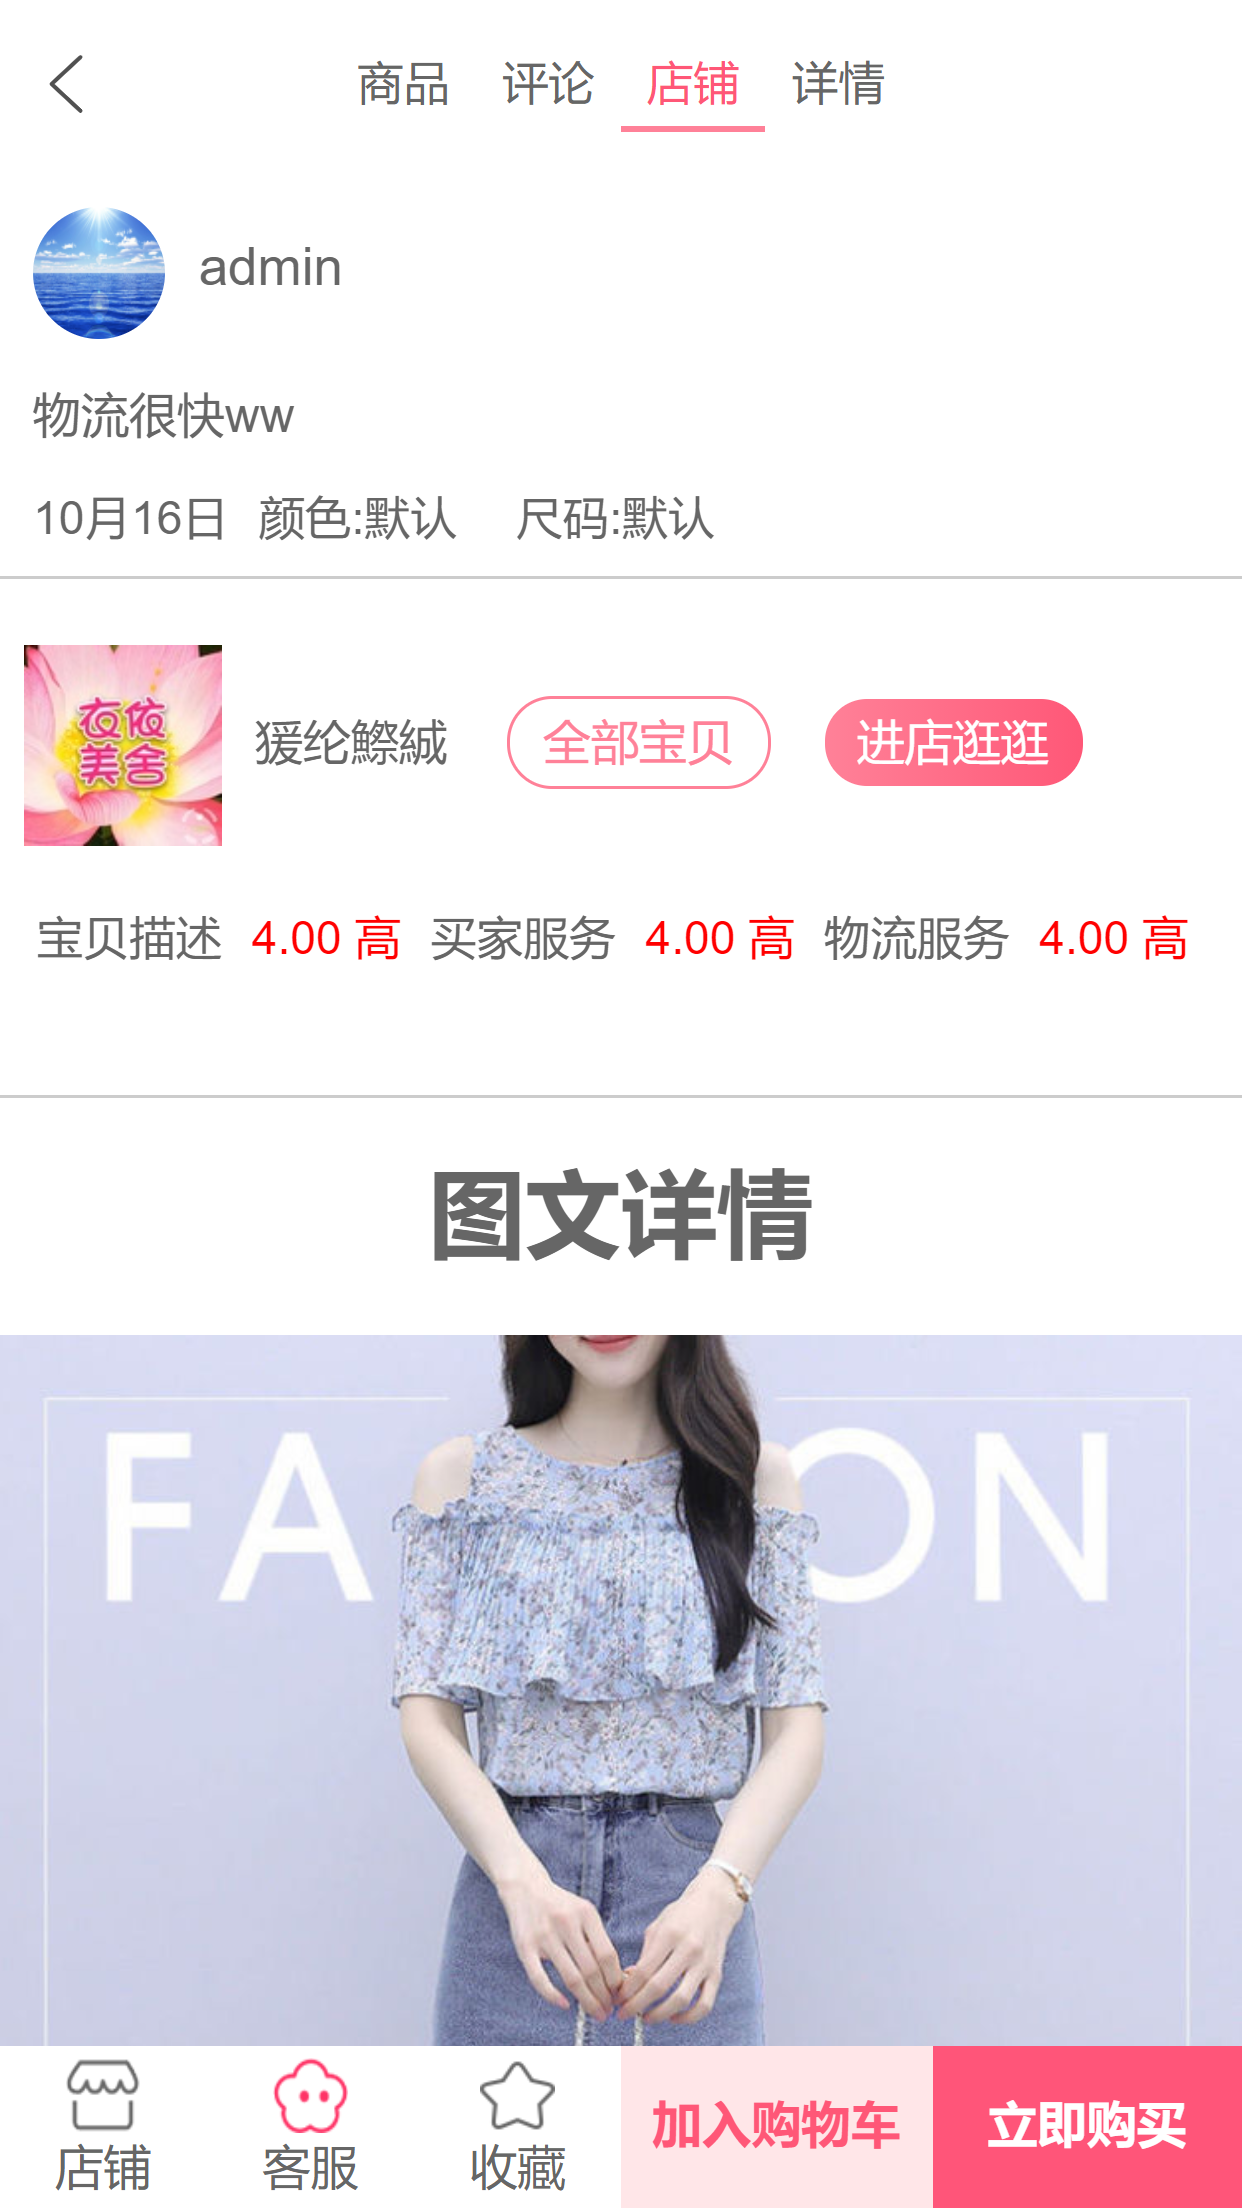 商品 评论 店铺 详情
admin
物流很快ww
10月16日 颜色:默认 尺码:默认
衣依
美舍
猨纶鰶絨 全部宝贝 进店逛逛
宝贝描述 4.00 高 买家服务 4.00 高 物流服务 4.00 高
图文详情
FA ON
店铺 客服 收藏 加入购物车 立即购买